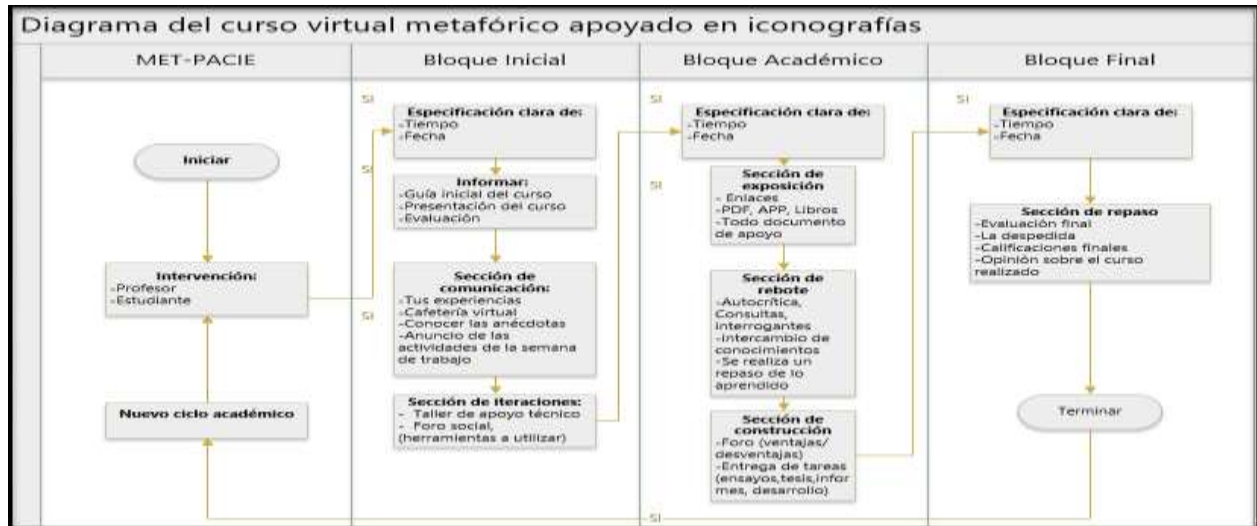 Diagrama del curso virtual metafórico apoyado en iconografías
MET-PACIE
Bloque Inicial
Bloque Académico
Bloque Final
Iniciar
Intervención:
-Profesor
-Estudiante
Nuevo ciclo académico
SI
Especificación clara de:
-Tiempo
-Fecha
SI
Informar:
-Guía inicial del curso
-Presentación del curso
-Evaluación
Sección de
comunicación:
-Tus experiencias
-Cafetería virtual
-Conocer las anécdotas
-Anuncio de las
actividades de la semana
de trabajo
SI
Sección de iteraciones:
- Taller de apoyo técnico
- Foro social,
(herramientas a utilizar)
SI
Especificación clara de:
-Tiempo
-Fecha
SI
Sección de
exposición
- Enlaces
-PDF, APP, Libros
-Todo documento
de apoyo
Sección de
rebote
-Autocrítica,
Consultas,
interrogantes
-Intercambio de
conocimientos
-Se realiza un
repaso de lo
aprendido
Sección de
construcción
-Foro (ventajas/
desventajas)
-Entrega de tareas
(ensayos,tesis,infor
mes, desarrollo)
SI
SI
Especificación clara de:
-Tiempo
-Fecha
Sección de repaso
-Evaluación final
-La despedida
-Calificaciones finales
-Opinión sobre el curso
realizado
Terminar